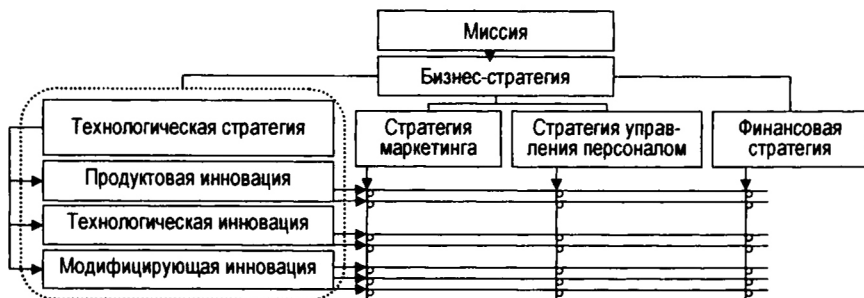 Миссия
Бизнес-стратегия
Технологическая стратегия
Стратегия
маркетинга
Стратегия управ-
ления персоналом
Финансовая
стратегия
Продуктовая инновация
Технологическая инновация
Модифицирующая инновация